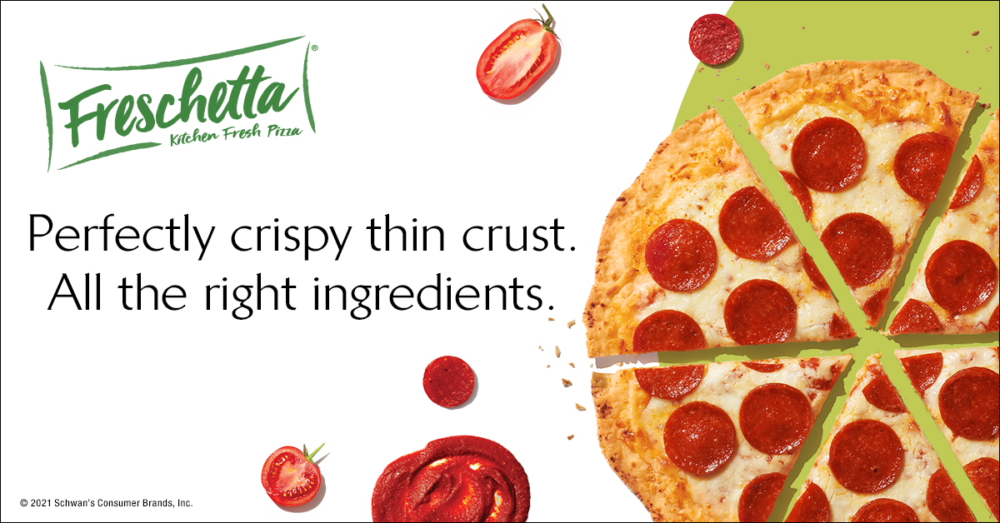 Freschetta®
Kitchen Fresh Pizza
Perfectly crispy thin crust.
All the right ingredients.
© 2021 Schwan's Consumer Brands, Inc.